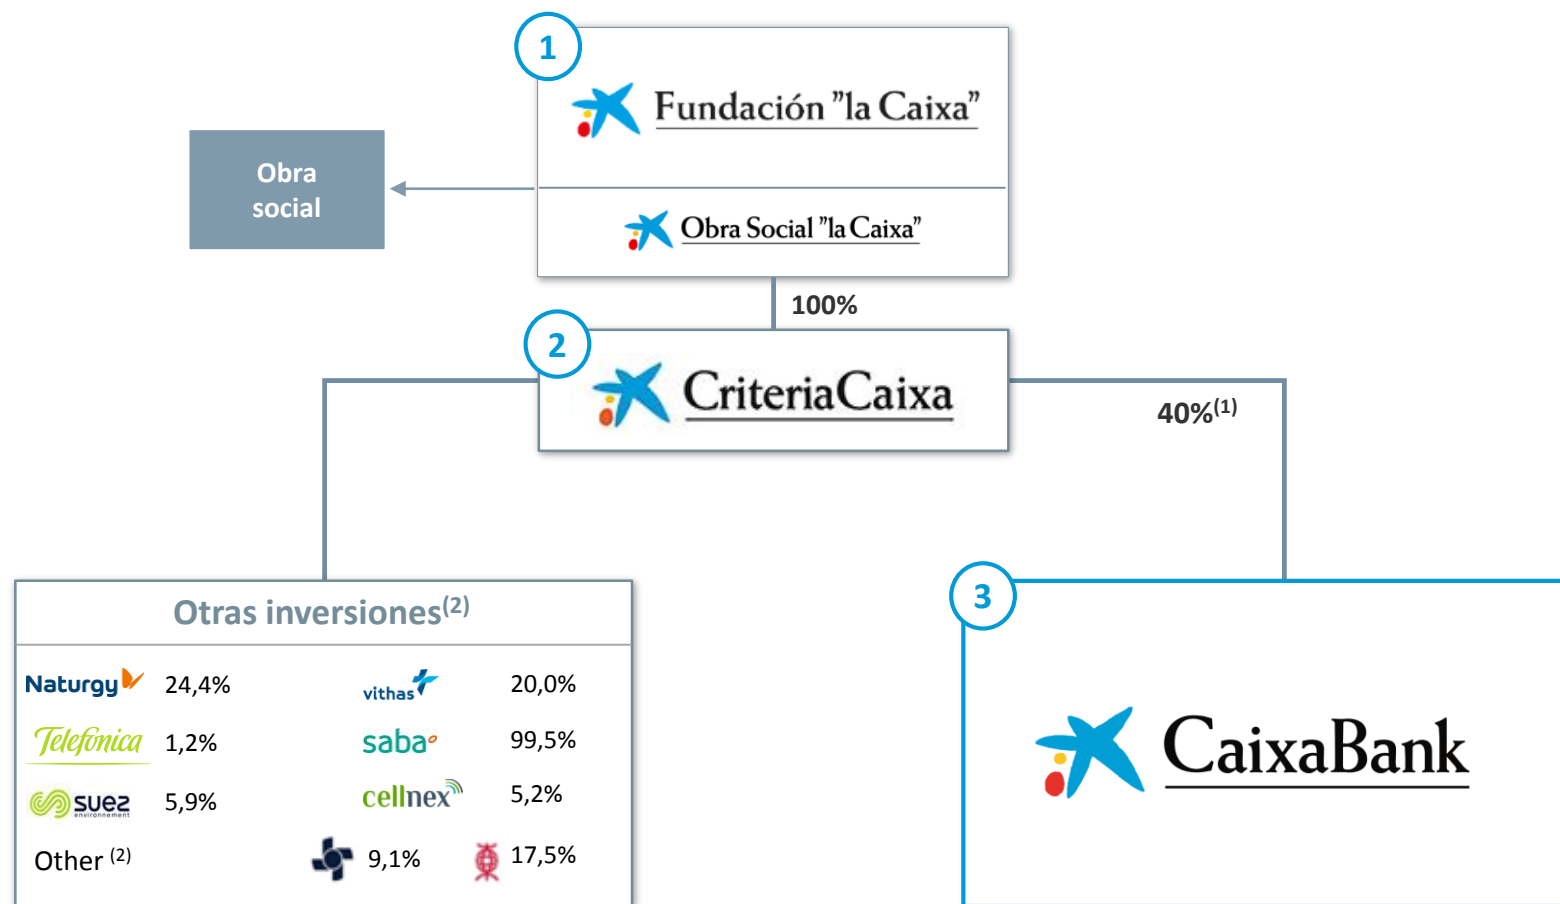 1
Fundación "la Caixa"
Obra
social
Obra Social "la Caixa"
100%
2
CriteriaCaixa
40%(1)
Otras inversiones(2)
Naturgy 24,4% vithas 20,0%
Telefónica 1,2% saba 99,5%
suez environnement 5,9% cellnex 5,2%
Other (2) 9,1% 17,5%
3
CaixaBank